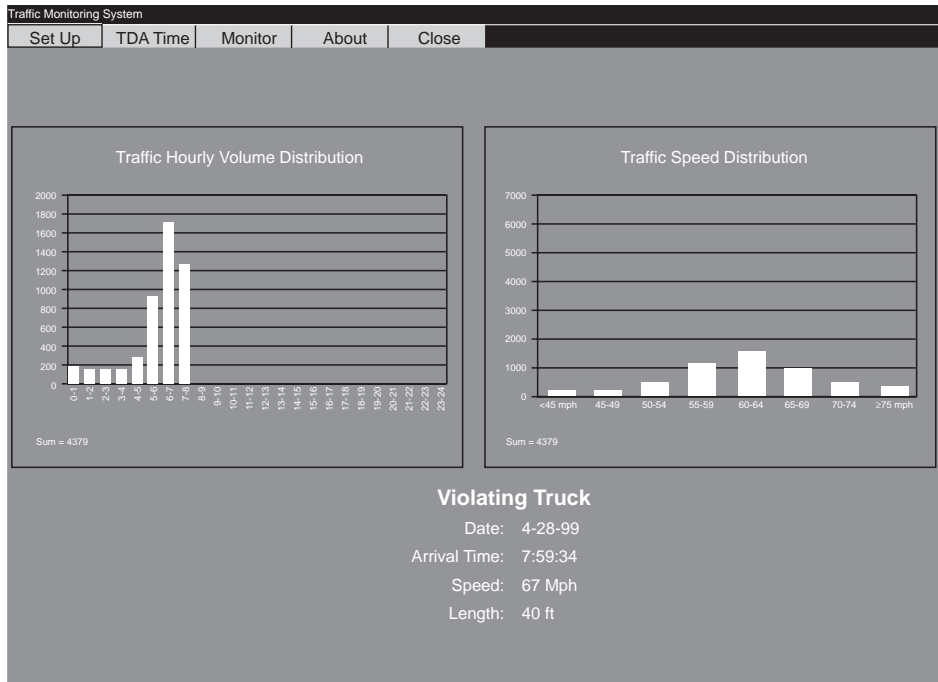 Traffic Monitoring System
Set Up TDA Time Monitor About Close
Traffic Hourly Volume Distribution
2000
1800
1600
1400
1200
1000
800
600
400
200
0
0-1 1-2 2-3 3-4 4-5 5-6 6-7 7-8 8-9 9-10 10-11 11-12 12-13 13-14 14-15 15-16 16-17 17-18 18-19 19-20 20-21 21-22 22-23 23-24
Sum = 4379
Traffic Speed Distribution
7000
6000
5000
4000
3000
2000
1000
0
<45 mph 45-49 50-54 55-59 60-64 65-69 70-74 ≥75 mph
Sum = 4379
Violating Truck
Date: 4-28-99
Arrival Time: 7:59:34
Speed: 67 Mph
Length: 40 ft